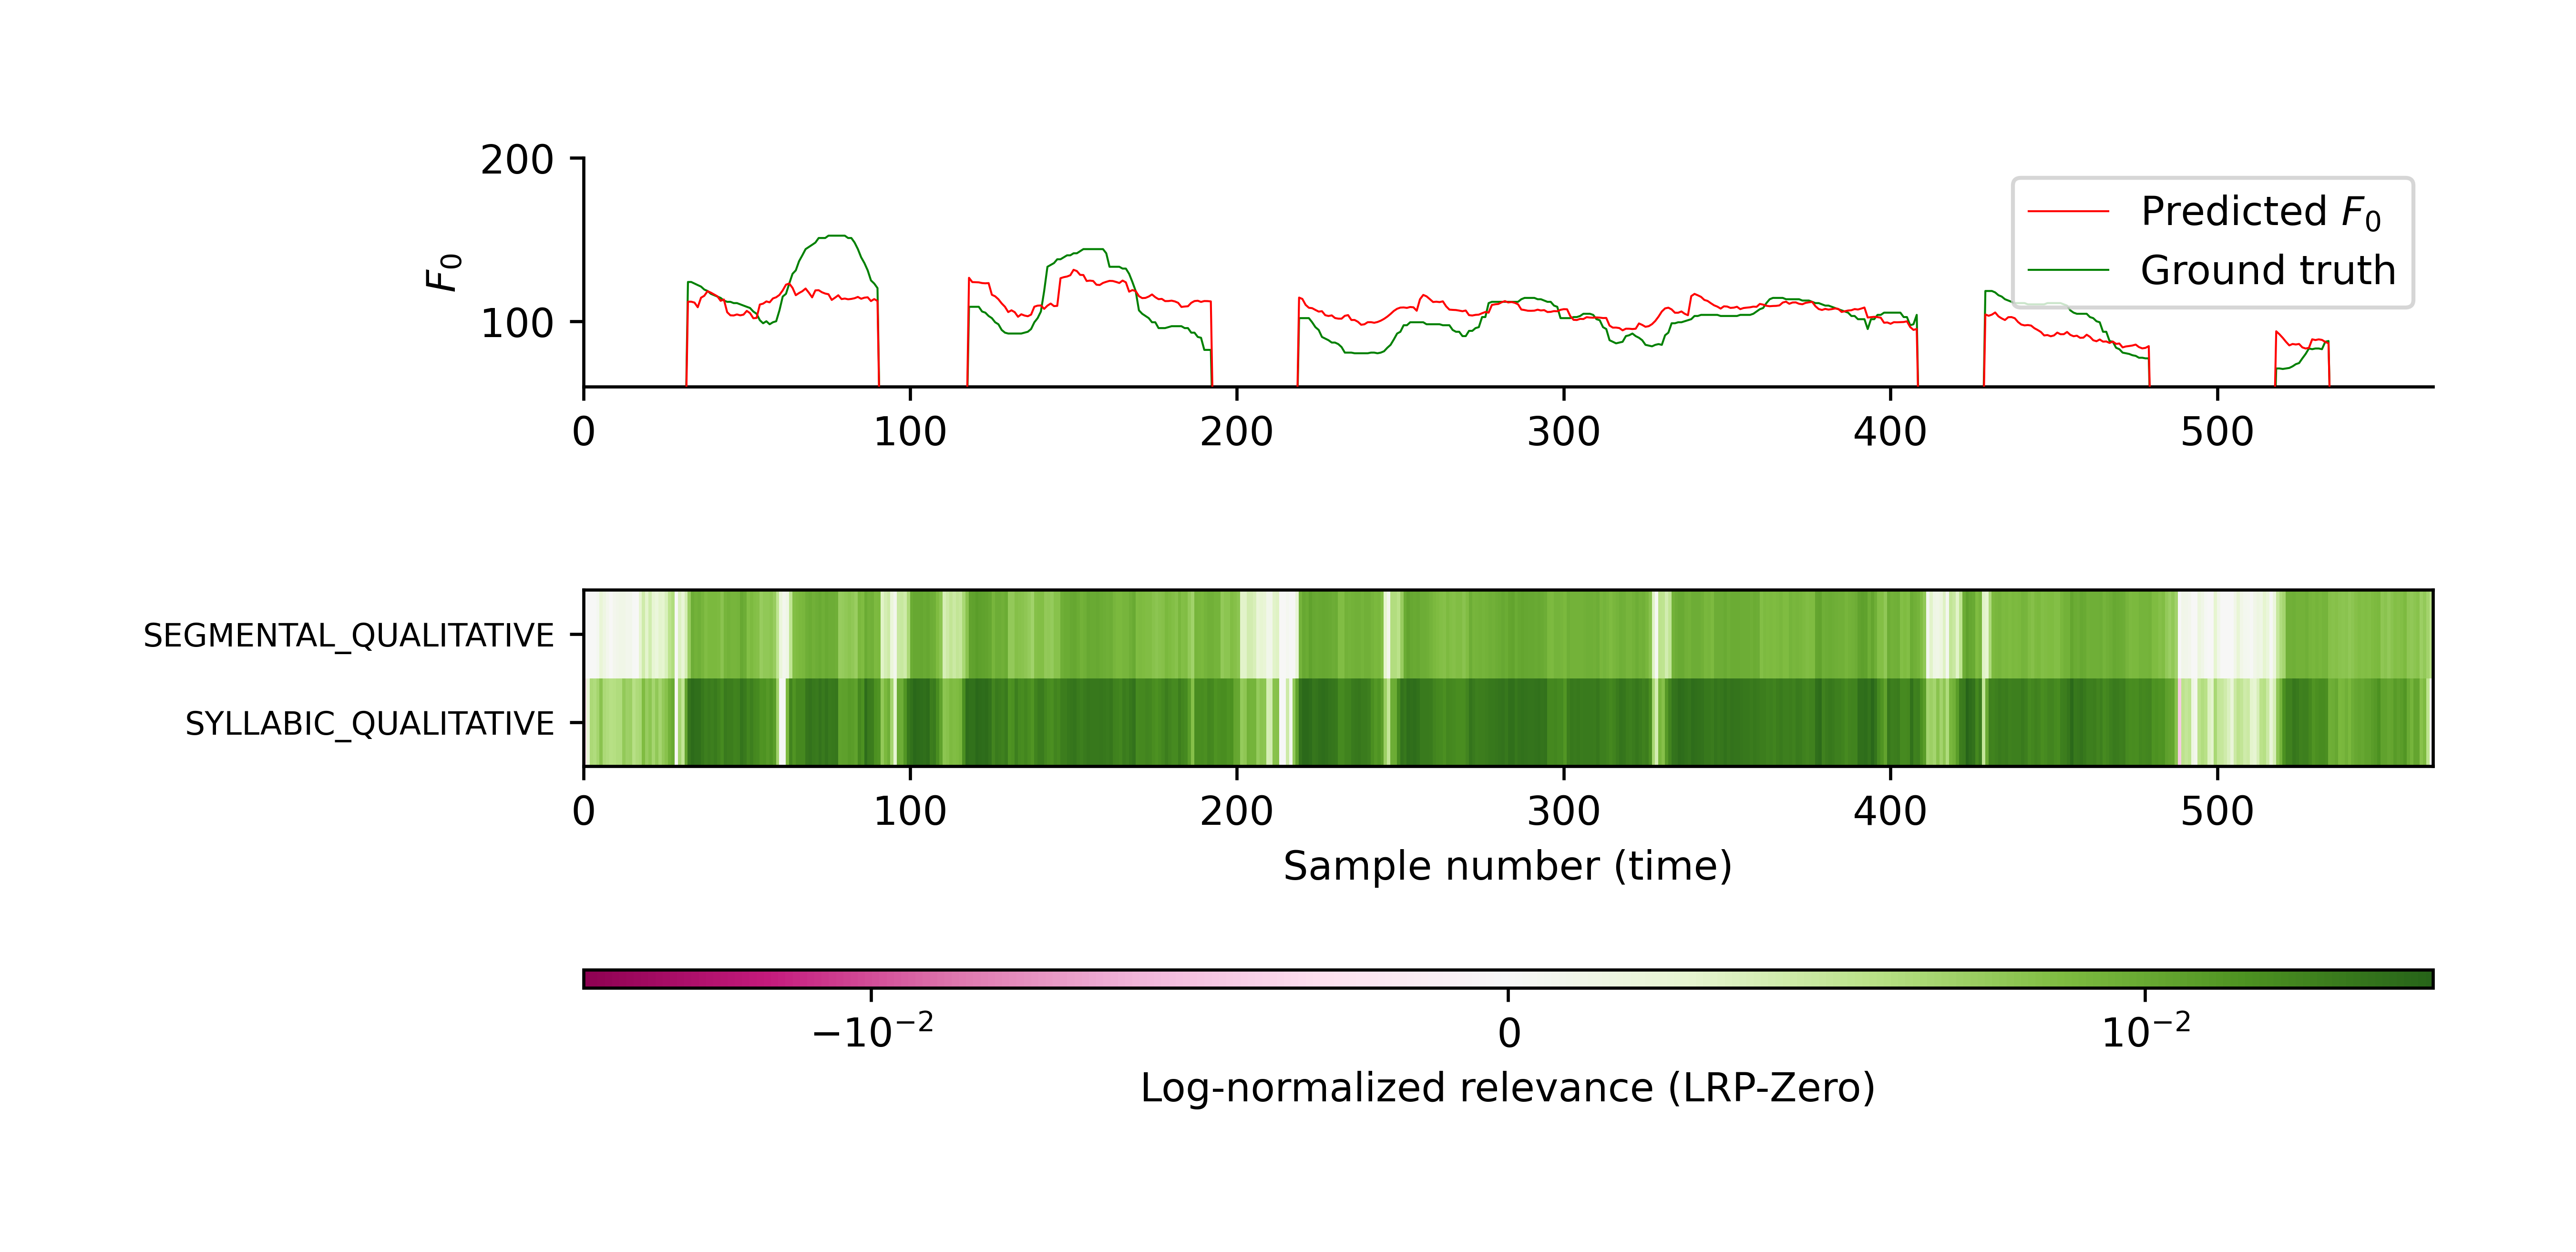 200
100
F₀
Predicted F₀
Ground truth
0 100 200 300 400 500
SEGMENTAL_QUALITATIVE
SYLLABIC_QUALITATIVE
0 100 200 300 400 500
Sample number (time)
−10⁻² 0 10⁻²
Log-normalized relevance (LRP-Zero)